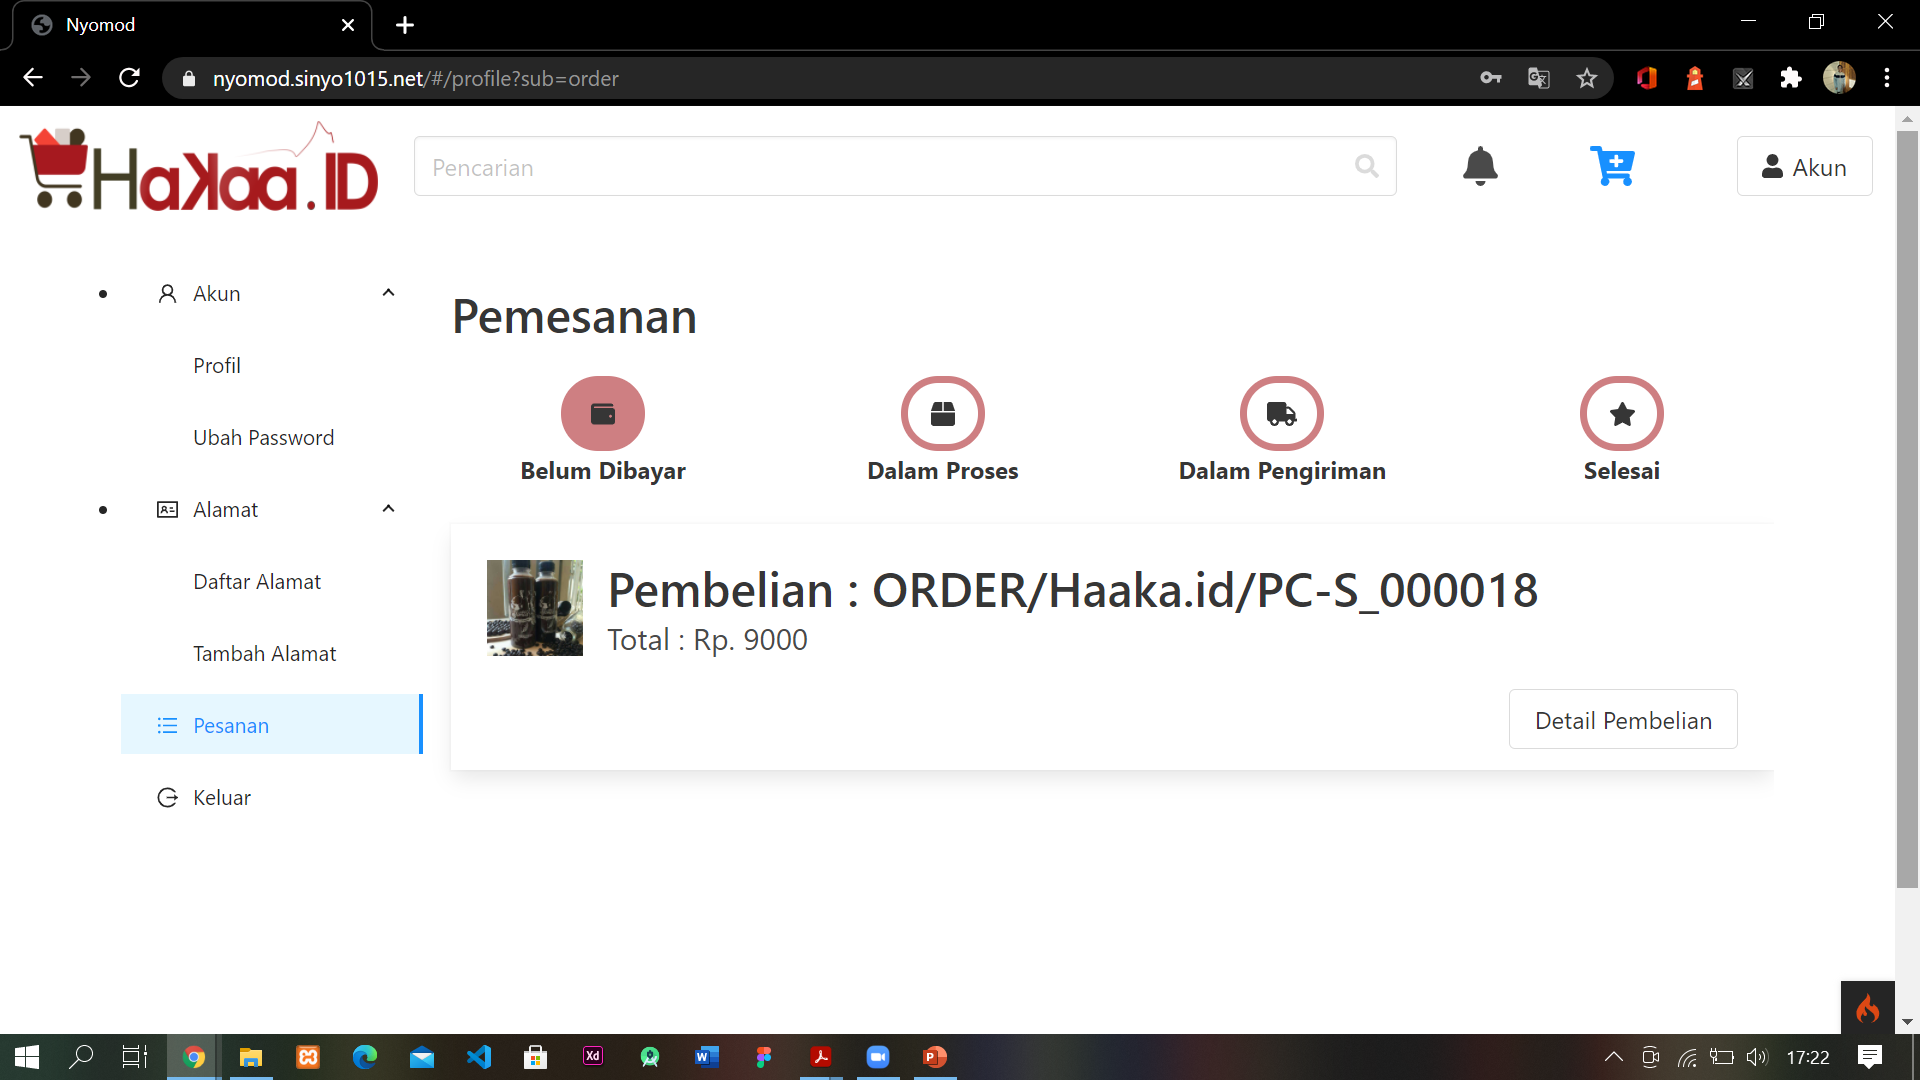 Nyomod
nyomod.sinyo1015.net/#/profile?sub=order
HaKaa.ID
Pencarian
Akun
Akun
Profil
Ubah Password
Alamat
Daftar Alamat
Tambah Alamat
Pesanan
Keluar
Pemesanan
Belum Dibayar
Dalam Proses
Dalam Pengiriman
Selesai
Pembelian : ORDER/Haaka.id/PC-S_000018
Total : Rp. 9000
Detail Pembelian
17:22